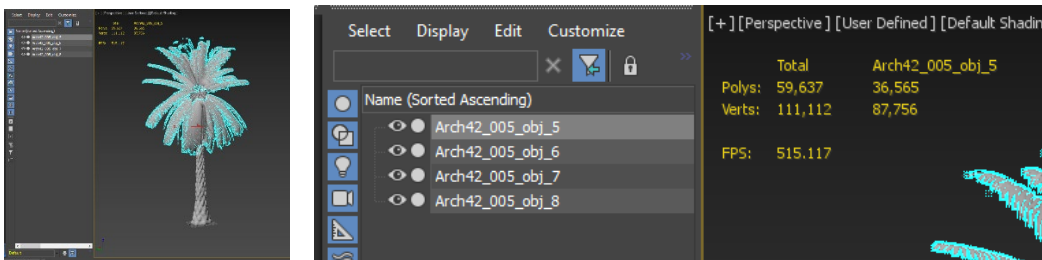 Select Display Edit Customize
Name (Sorted Ascending)
Arch42_005_obj_5
Arch42_005_obj_6
Arch42_005_obj_7
Arch42_005_obj_8
[+] [Perspective] [User Defined] [Default Shadin
Total Arch42_005_obj_5
Polys: 59,637 36,565
Verts: 111,112 87,756
FPS: 515.117